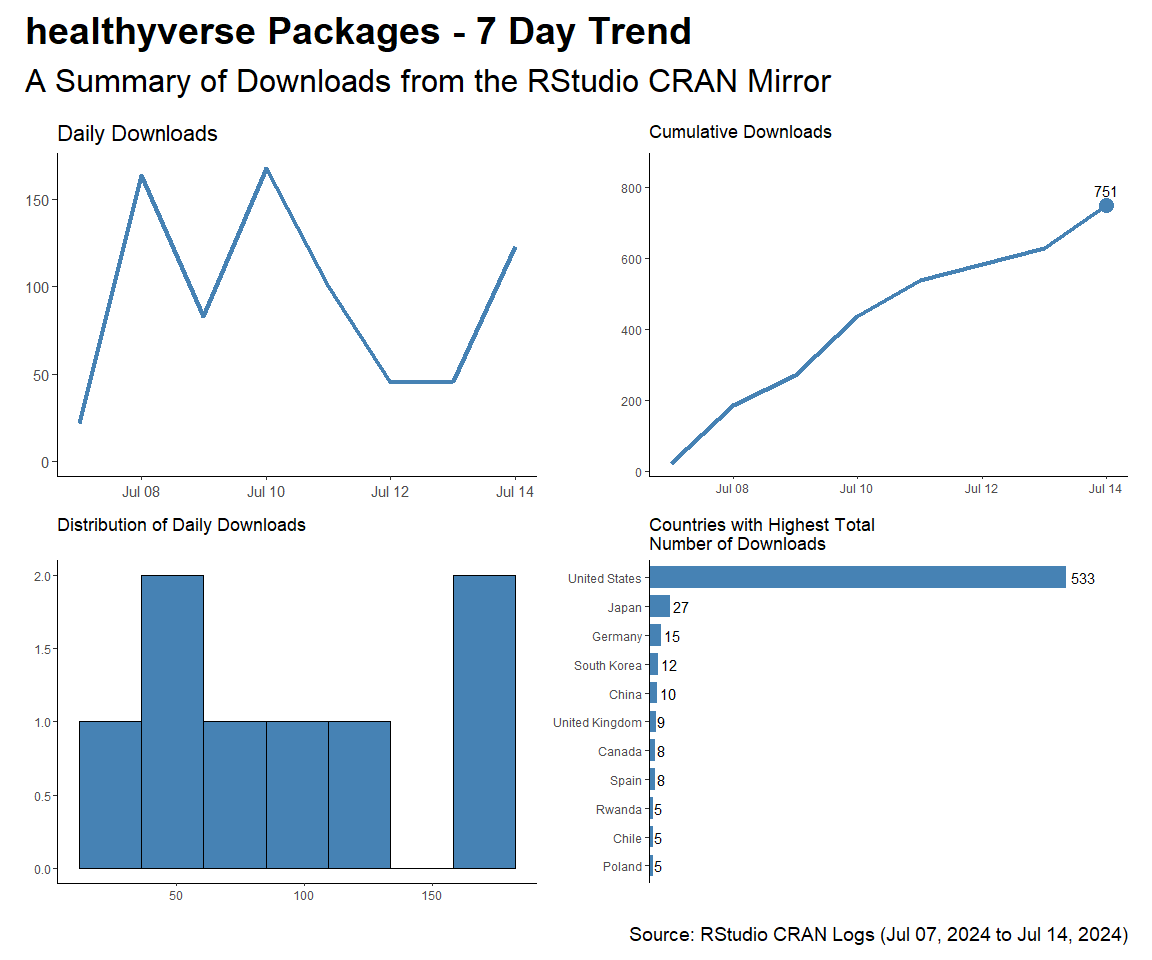 healthyverse Packages - 7 Day Trend
A Summary of Downloads from the RStudio CRAN Mirror
Daily Downloads
150
100
50
0
Jul 08 Jul 10 Jul 12 Jul 14
Cumulative Downloads
800
600
400
200
0
751
Jul 08 Jul 10 Jul 12 Jul 14
Distribution of Daily Downloads
2.0
1.5
1.0
0.5
0.0
50 100 150
Countries with Highest Total
Number of Downloads
United States 533
Japan 27
Germany 15
South Korea 12
China 10
United Kingdom 9
Canada 8
Spain 8
Rwanda 5
Chile 5
Poland 5
Source: RStudio CRAN Logs (Jul 07, 2024 to Jul 14, 2024)